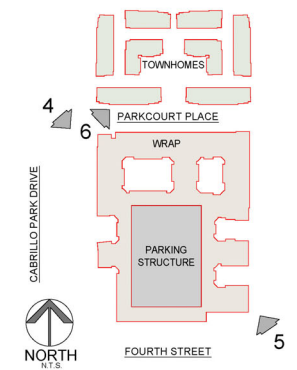 TOWNHOMES
4
6
PARKCOURT PLACE
WRAP
CABRILLO PARK DRIVE
PARKING
STRUCTURE
5
NORTH
N.T.S.
FOURTH STREET